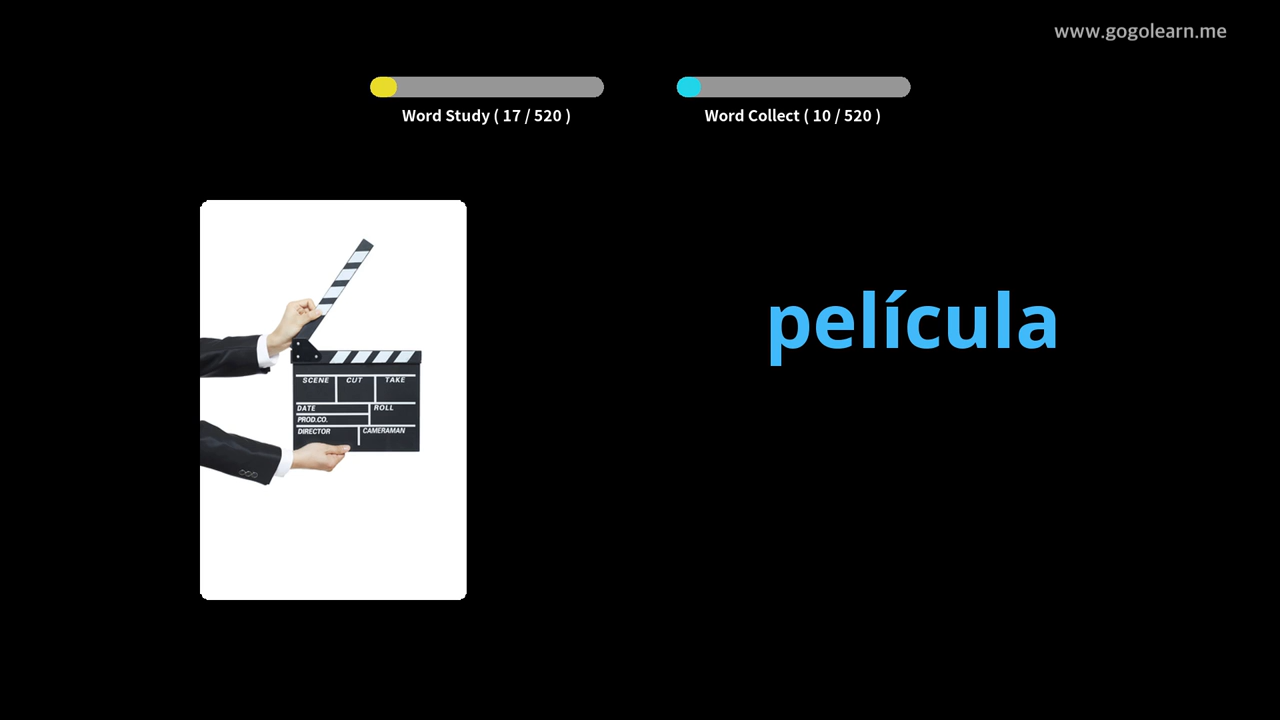 www.gogolearn.me
Word Study ( 17 / 520 )
Word Collect ( 10 / 520 )
película
SCENE CUT TAKE
DATE ROLL
PROD.CO.
DIRECTOR CAMERAMAN